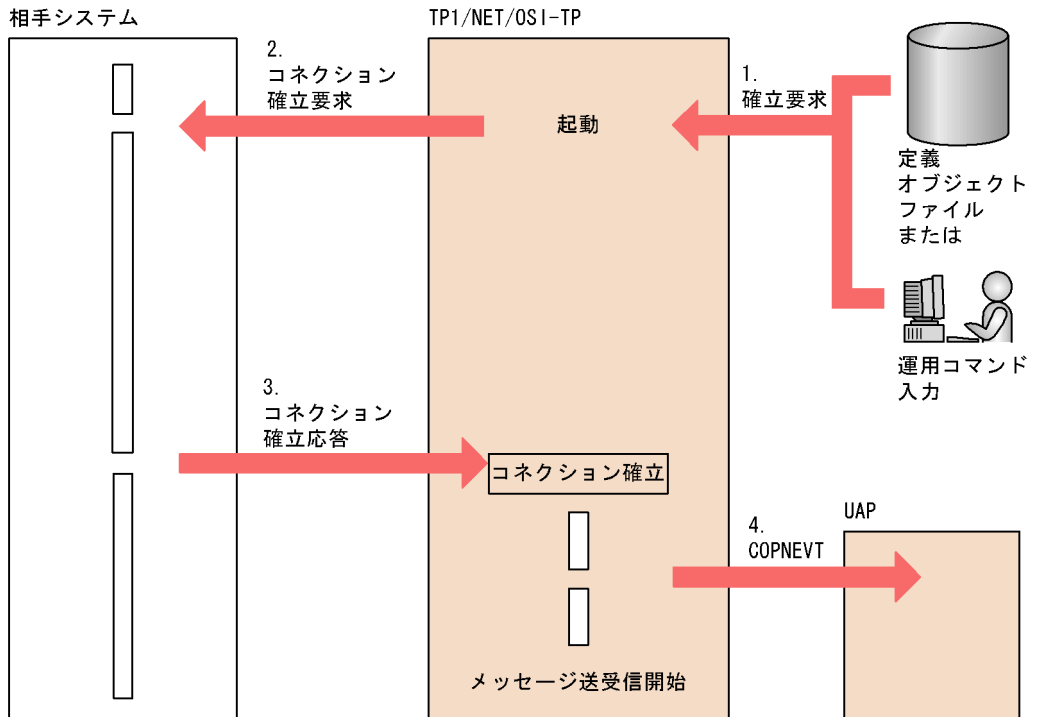 相手システム
TP1/NET/OSI-TP
2.
コネクション
確立要求
1.
確立要求
起動
定義
オブジェクト
ファイル
または
運用コマンド
入力
3.
コネクション
確立応答
コネクション確立
4.
COPNEVT
UAP
メッセージ送受信開始